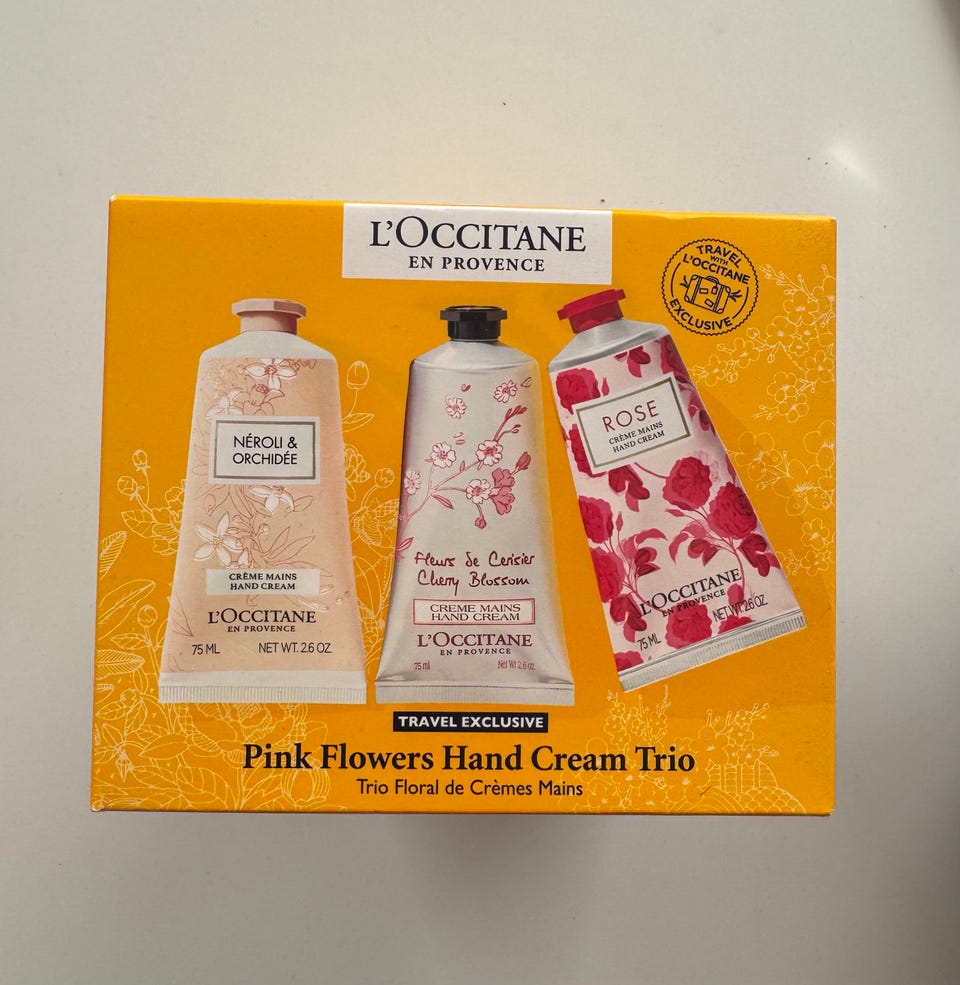 L'OCCITANE
EN PROVENCE
TRAVEL
WITH
L'OCCITANE
EXCLUSIVE
NÉROLI &
ORCHIDÉE
CRÈME MAINS
HAND CREAM
L'OCCITANE
EN PROVENCE
75 ML NET WT. 2.6 OZ.
Fleurs de Cerisier
Cherry Blossom
CREME MAINS
HAND CREAM
L'OCCITANE
EN PROVENCE
75 ml Net Wt 2.6 oz.
ROSE
CRÈME MAINS
HAND CREAM
L'OCCITANE
EN PROVENCE
75 ML NET WT 2.6 OZ.
TRAVEL EXCLUSIVE
Pink Flowers Hand Cream Trio
Trio Floral de Crèmes Mains